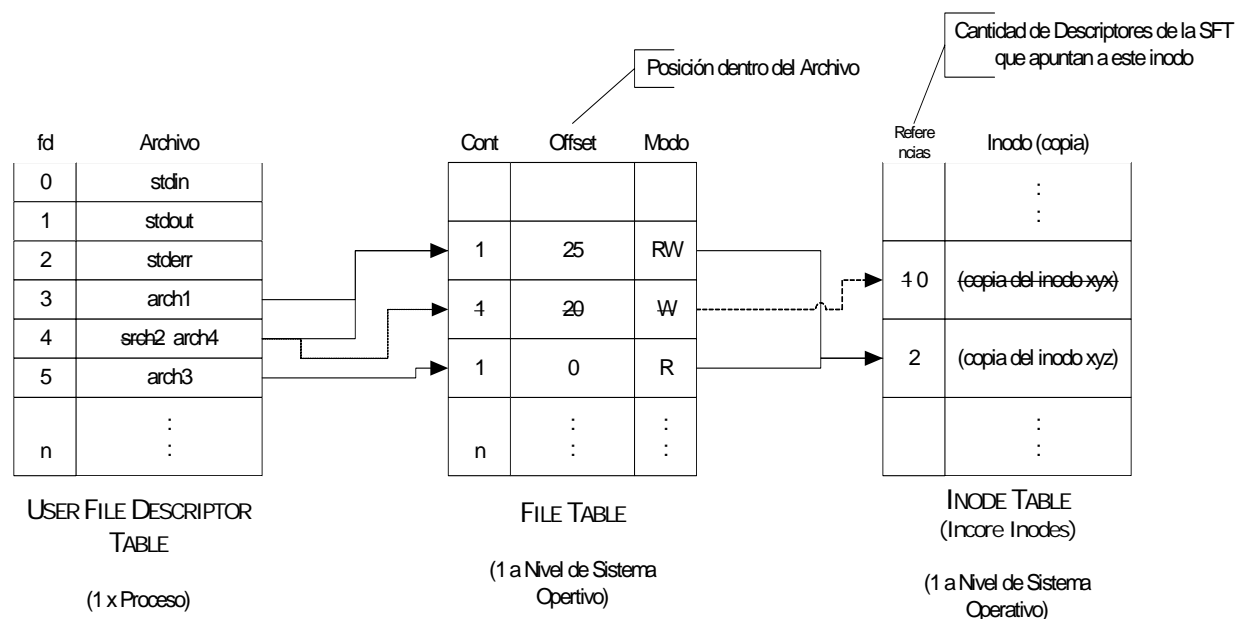 Cantidad de Descriptores de la SFT
que apuntan a este inodo
Posición dentro del Archivo
fd Archivo
0 stdin
1 stdout
2 stderr
3 arch1
4 srch2 arch4
5 arch3
:
n :
USER FILE DESCRIPTOR
TABLE
(1 x Proceso)
Cont Offset Modo
1 25 RW
1 20 W
1 0 R
: :
n : :
FILE TABLE
(1 a Nivel de Sistema
Opertivo)
Refere
ncias
Inodo (copia)
:
:
1 0 (copia del inodo xyx)
2 (copia del inodo xyz)
:
:
INODE TABLE
(Incore Inodes)
(1 a Nivel de Sistema
Operativo)